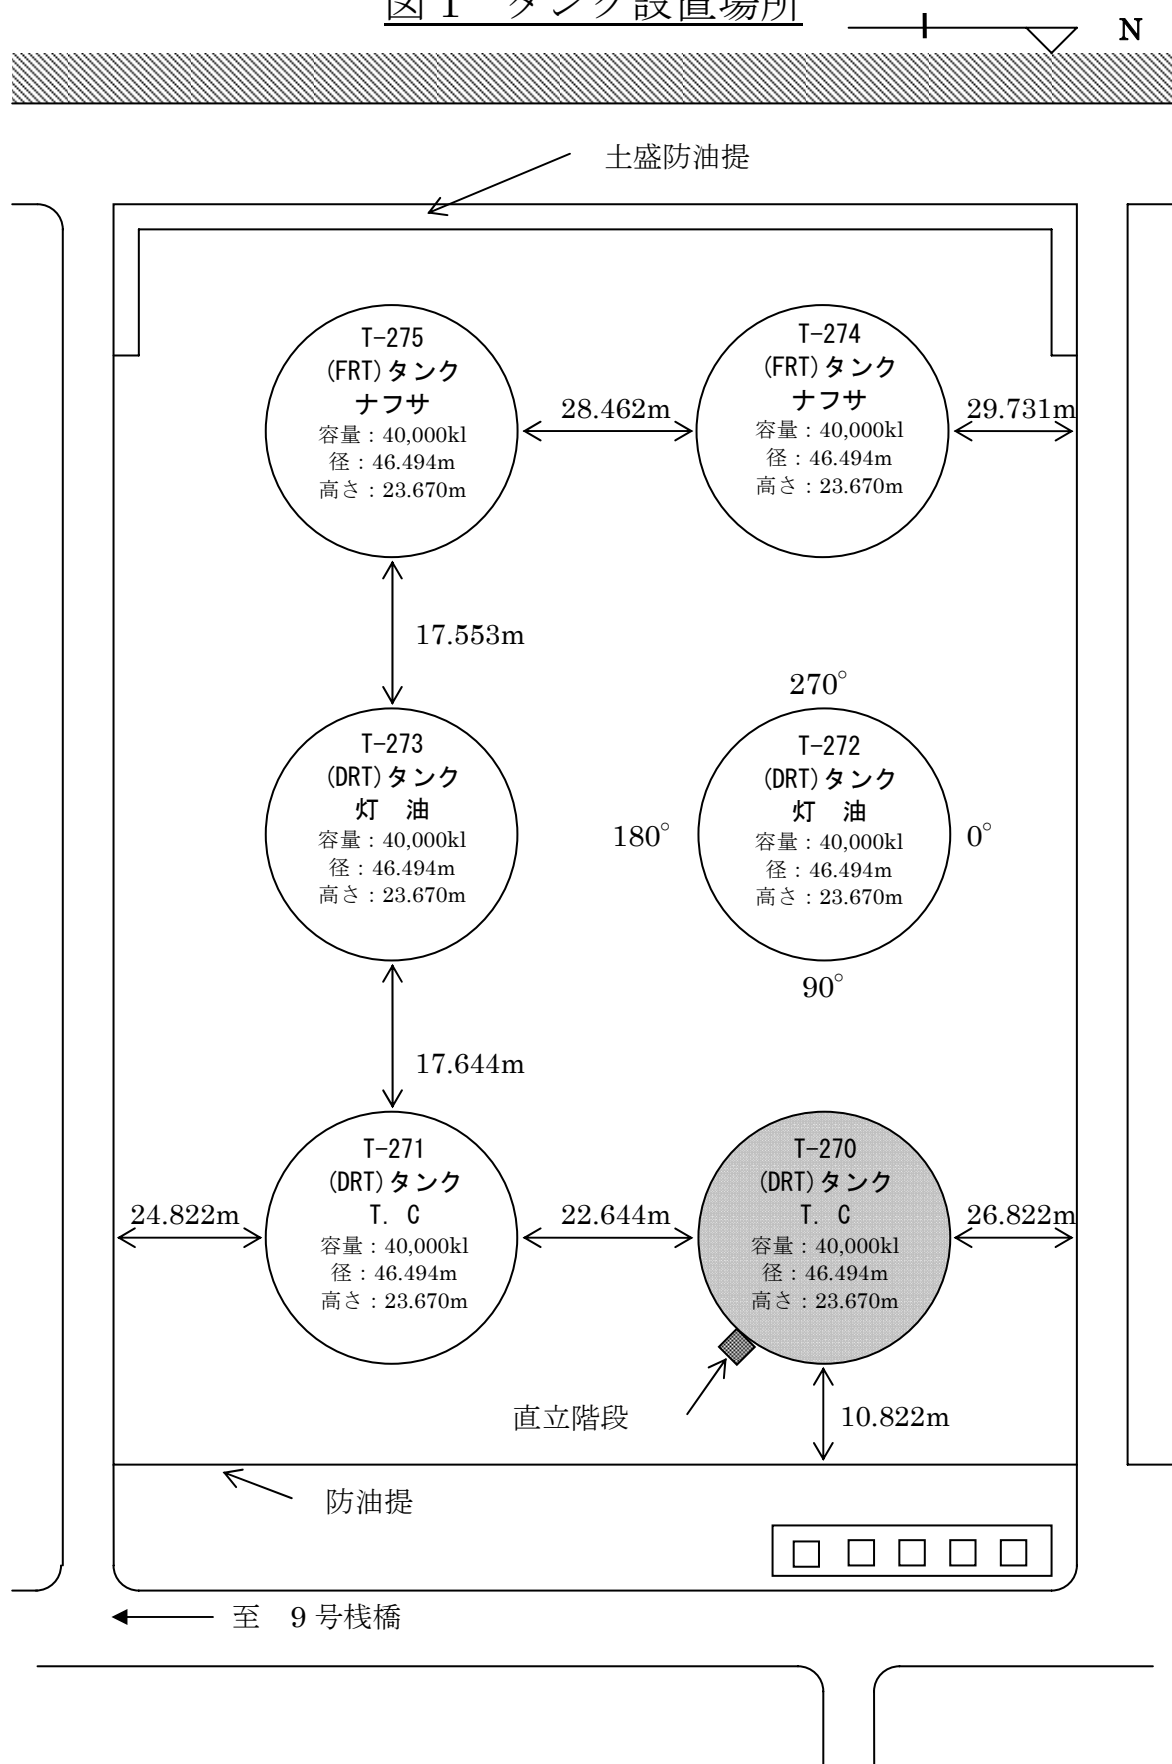 図１　タンク設置場所
N
土盛防油提
T-275
(FRT)タンク
ナフサ
容量：40,000kl
径：46.494m
高さ：23.670m
28.462m
T-274
(FRT)タンク
ナフサ
容量：40,000kl
径：46.494m
高さ：23.670m
29.731m
17.553m
270°
T-273
(DRT)タンク
灯　油
容量：40,000kl
径：46.494m
高さ：23.670m
180°
T-272
(DRT)タンク
灯　油
容量：40,000kl
径：46.494m
高さ：23.670m
0°
90°
17.644m
24.822m
T-271
(DRT)タンク
T. C
容量：40,000kl
径：46.494m
高さ：23.670m
22.644m
T-270
(DRT)タンク
T. C
容量：40,000kl
径：46.494m
高さ：23.670m
26.822m
直立階段
10.822m
防油提
至　9号桟橋